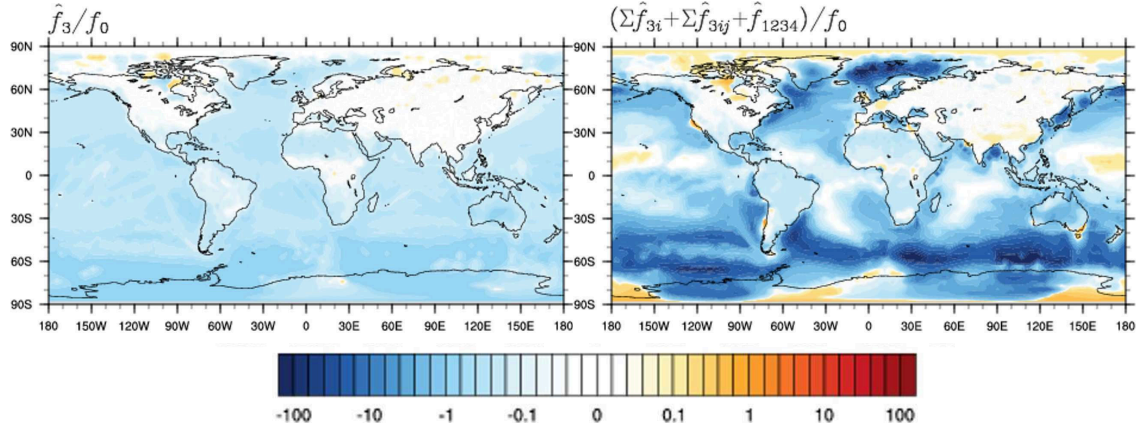 f̂₃/f₀
(Σf̂₃ᵢ+Σf̂₃ᵢⱼ+f̂₁₂₃₄)/f₀
90N 90N
60N 60N
30N 30N
0 0
30S 30S
60S 60S
90S 90S
180 150W 120W 90W 60W 30W 0 30E 60E 90E 120E 150E 180
180 150W 120W 90W 60W 30W 0 30E 60E 90E 120E 150E 180
-100 -10 -1 -0.1 0 0.1 1 10 100